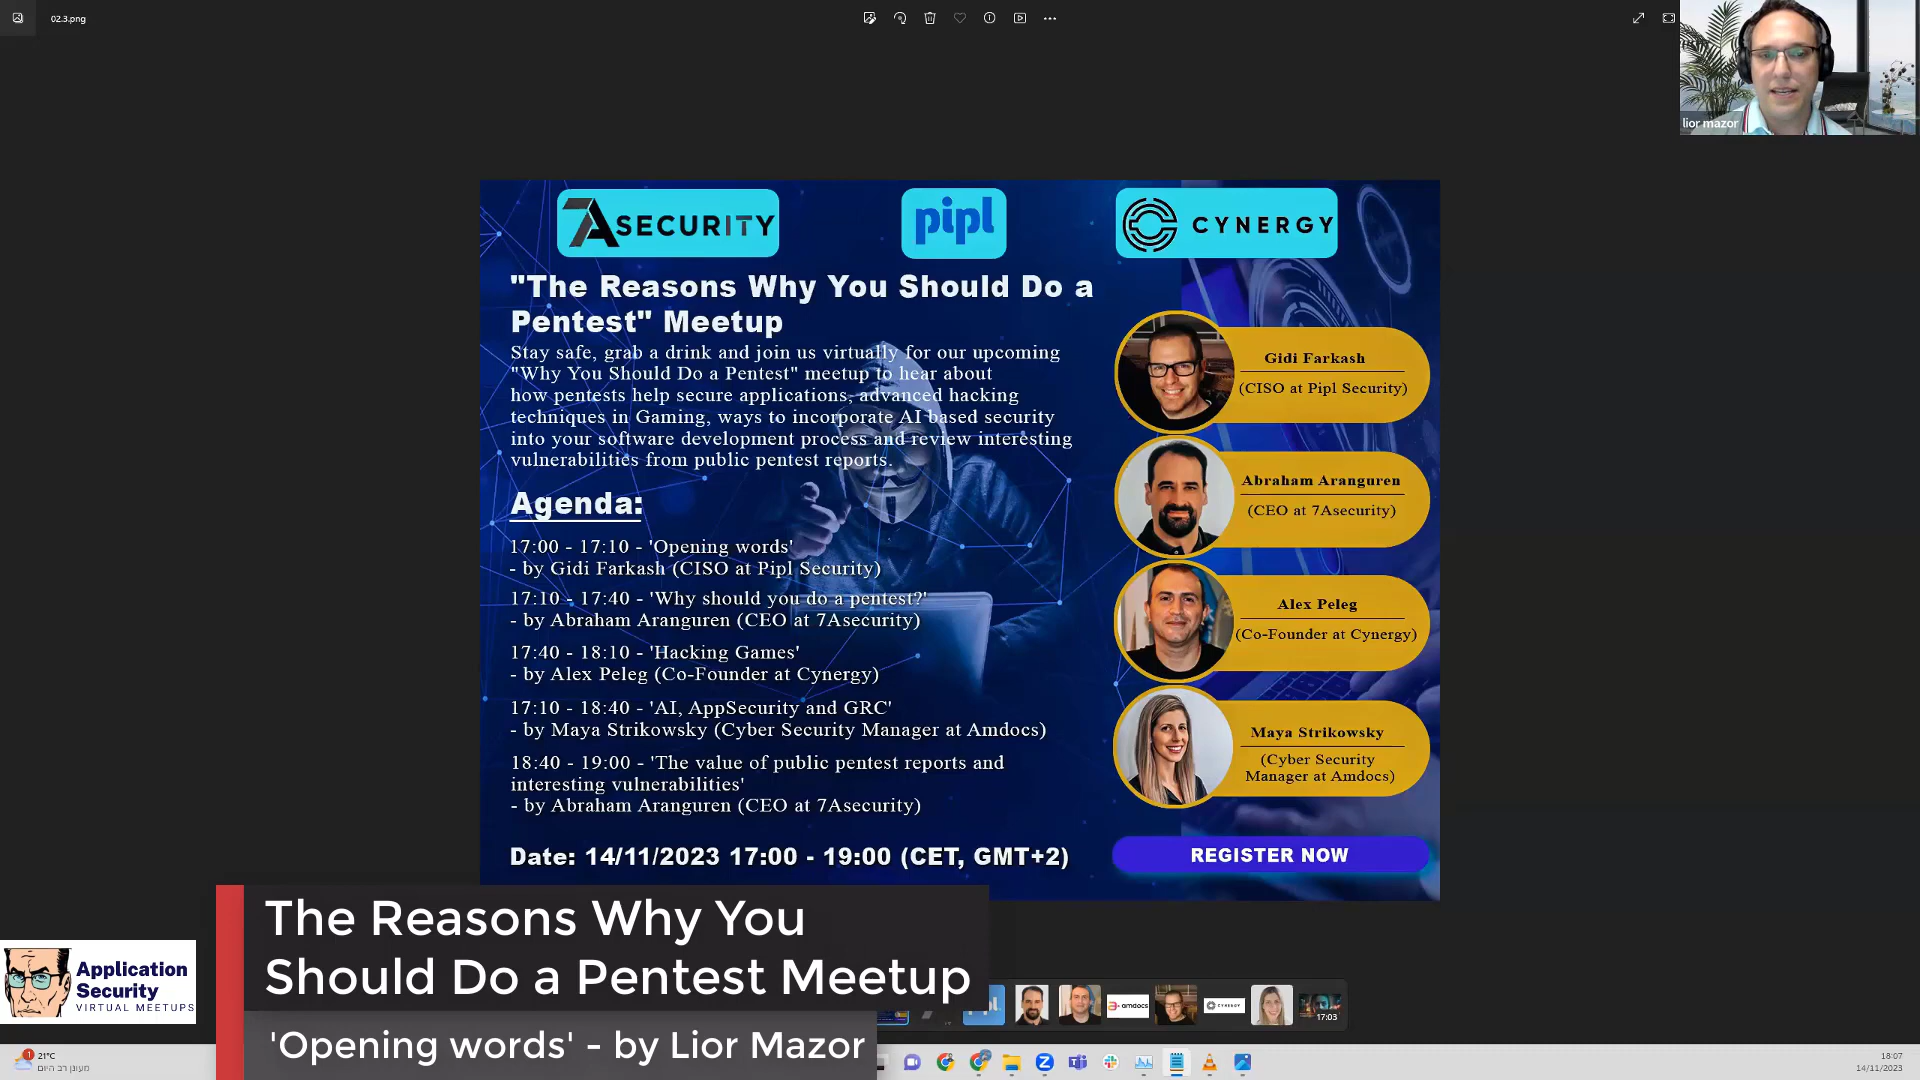 02.3.png
lior mazor
7ASECURITY
pipl
CYNERGY
"The Reasons Why You Should Do a
Pentest" Meetup
Stay safe, grab a drink and join us virtually for our upcoming
"Why You Should Do a Pentest" meetup to hear about
how pentests help secure applications, advanced hacking
techniques in Gaming, ways to incorporate AI based security
into your software development process and review interesting
vulnerabilities from public pentest reports.
Agenda:
17:00 - 17:10 - 'Opening words'
- by Gidi Farkash (CISO at Pipl Security)
17:10 - 17:40 - 'Why should you do a pentest?'
- by Abraham Aranguren (CEO at 7Asecurity)
17:40 - 18:10 - 'Hacking Games'
- by Alex Peleg (Co-Founder at Cynergy)
17:10 - 18:40 - 'AI, AppSecurity and GRC'
- by Maya Strikowsky (Cyber Security Manager at Amdocs)
18:40 - 19:00 - 'The value of public pentest reports and
interesting vulnerabilities'
- by Abraham Aranguren (CEO at 7Asecurity)
Date: 14/11/2023 17:00 - 19:00 (CET, GMT+2)
Gidi Farkash
(CISO at Pipl Security)
Abraham Aranguren
(CEO at 7Asecurity)
Alex Peleg
(Co-Founder at Cynergy)
Maya Strikowsky
(Cyber Security
Manager at Amdocs)
REGISTER NOW
The Reasons Why You
Should Do a Pentest Meetup
'Opening words' - by Lior Mazor
Application
Security
VIRTUAL MEETUPS
amdocs
CYNERGY
17:03
1
21°C
מעונן רב היום
18:07
14/11/2023